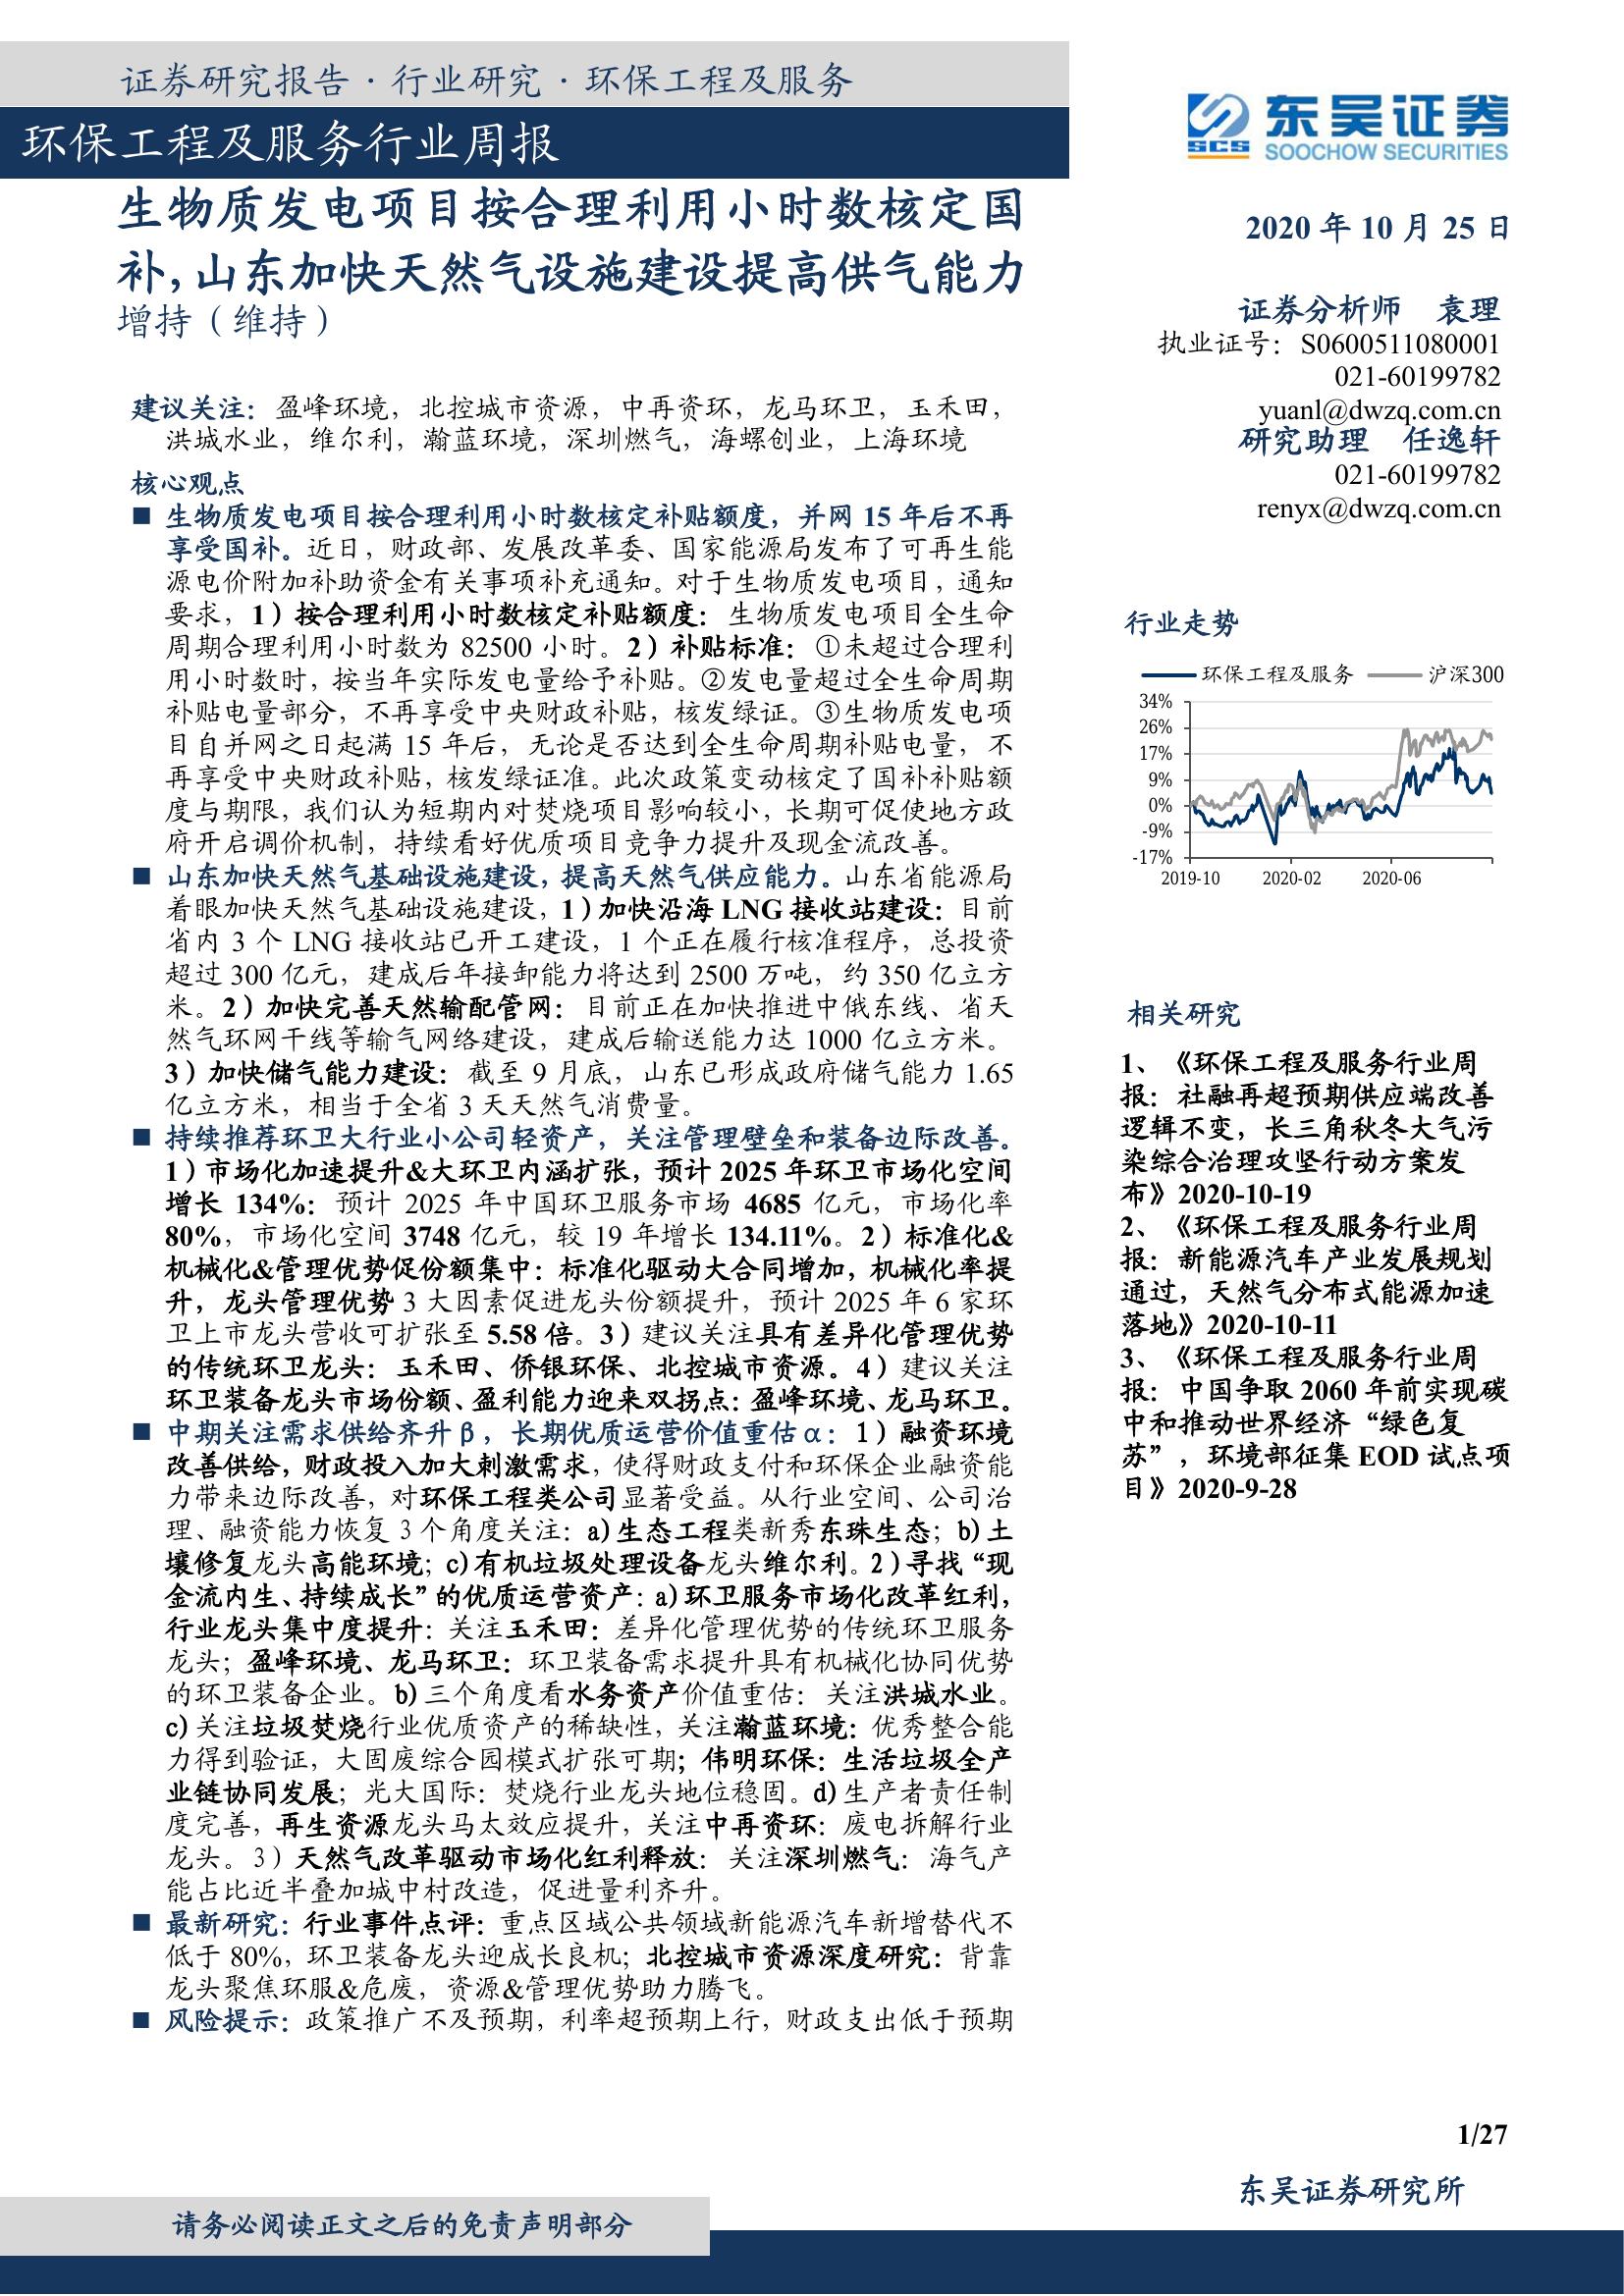 证券研究报告 · 行业研究 · 环保工程及服务
环保工程及服务行业周报
生物质发电项目按合理利用小时数核定国
补，山东加快天然气设施建设提高供气能力
增持（维持）
建议关注：盈峰环境，北控城市资源，中再资环，龙马环卫，玉禾田，
洪城水业，维尔利，瀚蓝环境，深圳燃气，海螺创业，上海环境
核心观点
■ 生物质发电项目按合理利用小时数核定补贴额度，并网 15 年后不再
享受国补。近日，财政部、发展改革委、国家能源局发布了可再生能
源电价附加补助资金有关事项补充通知。对于生物质发电项目，通知
要求，1）按合理利用小时数核定补贴额度：生物质发电项目全生命
周期合理利用小时数为 82500 小时。2）补贴标准：①未超过合理利
用小时数时，按当年实际发电量给予补贴。②发电量超过全生命周期
补贴电量部分，不再享受中央财政补贴，核发绿证。③生物质发电项
目自并网之日起满 15 年后，无论是否达到全生命周期补贴电量，不
再享受中央财政补贴，核发绿证准。此次政策变动核定了国补补贴额
度与期限，我们认为短期内对焚烧项目影响较小，长期可促使地方政
府开启调价机制，持续看好优质项目竞争力提升及现金流改善。
■ 山东加快天然气基础设施建设，提高天然气供应能力。山东省能源局
着眼加快天然气基础设施建设，1）加快沿海 LNG 接收站建设：目前
省内 3 个 LNG 接收站已开工建设，1 个正在履行核准程序，总投资
超过 300 亿元，建成后年接卸能力将达到 2500 万吨，约 350 亿立方
米。2）加快完善天然输配管网：目前正在加快推进中俄东线、省天
然气环网干线等输气网络建设，建成后输送能力达 1000 亿立方米。
3）加快储气能力建设：截至 9 月底，山东已形成政府储气能力 1.65
亿立方米，相当于全省 3 天天然气消费量。
■ 持续推荐环卫大行业小公司轻资产，关注管理壁垒和装备边际改善。
1）市场化加速提升&大环卫内涵扩张，预计 2025 年环卫市场化空间
增长 134%：预计 2025 年中国环卫服务市场 4685 亿元，市场化率
80%，市场化空间 3748 亿元，较 19 年增长 134.11%。2）标准化&
机械化&管理优势促份额集中：标准化驱动大合同增加，机械化率提
升，龙头管理优势 3 大因素促进龙头份额提升，预计 2025 年 6 家环
卫上市龙头营收可扩张至 5.58 倍。3）建议关注具有差异化管理优势
的传统环卫龙头：玉禾田、侨银环保、北控城市资源。4）建议关注
环卫装备龙头市场份额、盈利能力迎来双拐点：盈峰环境、龙马环卫。
■ 中期关注需求供给齐升β，长期优质运营价值重估α：1）融资环境
改善供给，财政投入加大刺激需求，使得财政支付和环保企业融资能
力带来边际改善，对环保工程类公司显著受益。从行业空间、公司治
理、融资能力恢复 3 个角度关注：a)生态工程类新秀东珠生态；b)土
壤修复龙头高能环境；c)有机垃圾处理设备龙头维尔利。2）寻找“现
金流内生、持续成长”的优质运营资产：a)环卫服务市场化改革红利，
行业龙头集中度提升：关注玉禾田：差异化管理优势的传统环卫服务
龙头；盈峰环境、龙马环卫：环卫装备需求提升具有机械化协同优势
的环卫装备企业。b)三个角度看水务资产价值重估：关注洪城水业。
c)关注垃圾焚烧行业优质资产的稀缺性，关注瀚蓝环境：优秀整合能
力得到验证，大固废综合园模式扩张可期；伟明环保：生活垃圾全产
业链协同发展；光大国际：焚烧行业龙头地位稳固。d)生产者责任制
度完善，再生资源龙头马太效应提升，关注中再资环：废电拆解行业
龙头。3）天然气改革驱动市场化红利释放：关注深圳燃气：海气产
能占比近半叠加城中村改造，促进量利齐升。
■ 最新研究：行业事件点评：重点区域公共领域新能源汽车新增替代不
低于 80%，环卫装备龙头迎成长良机；北控城市资源深度研究：背靠
龙头聚焦环服&危废，资源&管理优势助力腾飞。
■ 风险提示：政策推广不及预期，利率超预期上行，财政支出低于预期
SCS 东吴证券
SOOCHOW SECURITIES
2020 年 10 月 25 日
证券分析师 袁理
执业证号：S0600511080001
021-60199782
yuanl@dwzq.com.cn
研究助理 任逸轩
021-60199782
renyx@dwzq.com.cn
行业走势
环保工程及服务 沪深300
34%
26%
17%
9%
0%
-9%
-17%
2019-10 2020-02 2020-06
相关研究
1、《环保工程及服务行业周
报：社融再超预期供应端改善
逻辑不变，长三角秋冬大气污
染综合治理攻坚行动方案发
布》2020-10-19
2、《环保工程及服务行业周
报：新能源汽车产业发展规划
通过，天然气分布式能源加速
落地》2020-10-11
3、《环保工程及服务行业周
报：中国争取 2060 年前实现碳
中和推动世界经济“绿色复
苏”，环境部征集 EOD 试点项
目》2020-9-28
1/27
东吴证券研究所
请务必阅读正文之后的免责声明部分